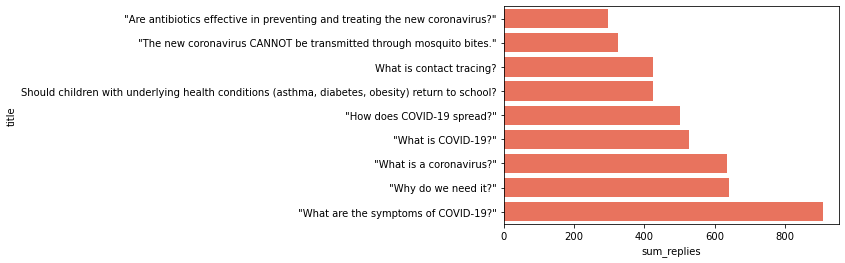 "Are antibiotics effective in preventing and treating the new coronavirus?"
"The new coronavirus CANNOT be transmitted through mosquito bites."
What is contact tracing?
Should children with underlying health conditions (asthma, diabetes, obesity) return to school?
"How does COVID-19 spread?"
"What is COVID-19?"
"What is a coronavirus?"
"Why do we need it?"
"What are the symptoms of COVID-19?"
title
0 200 400 600 800
sum_replies